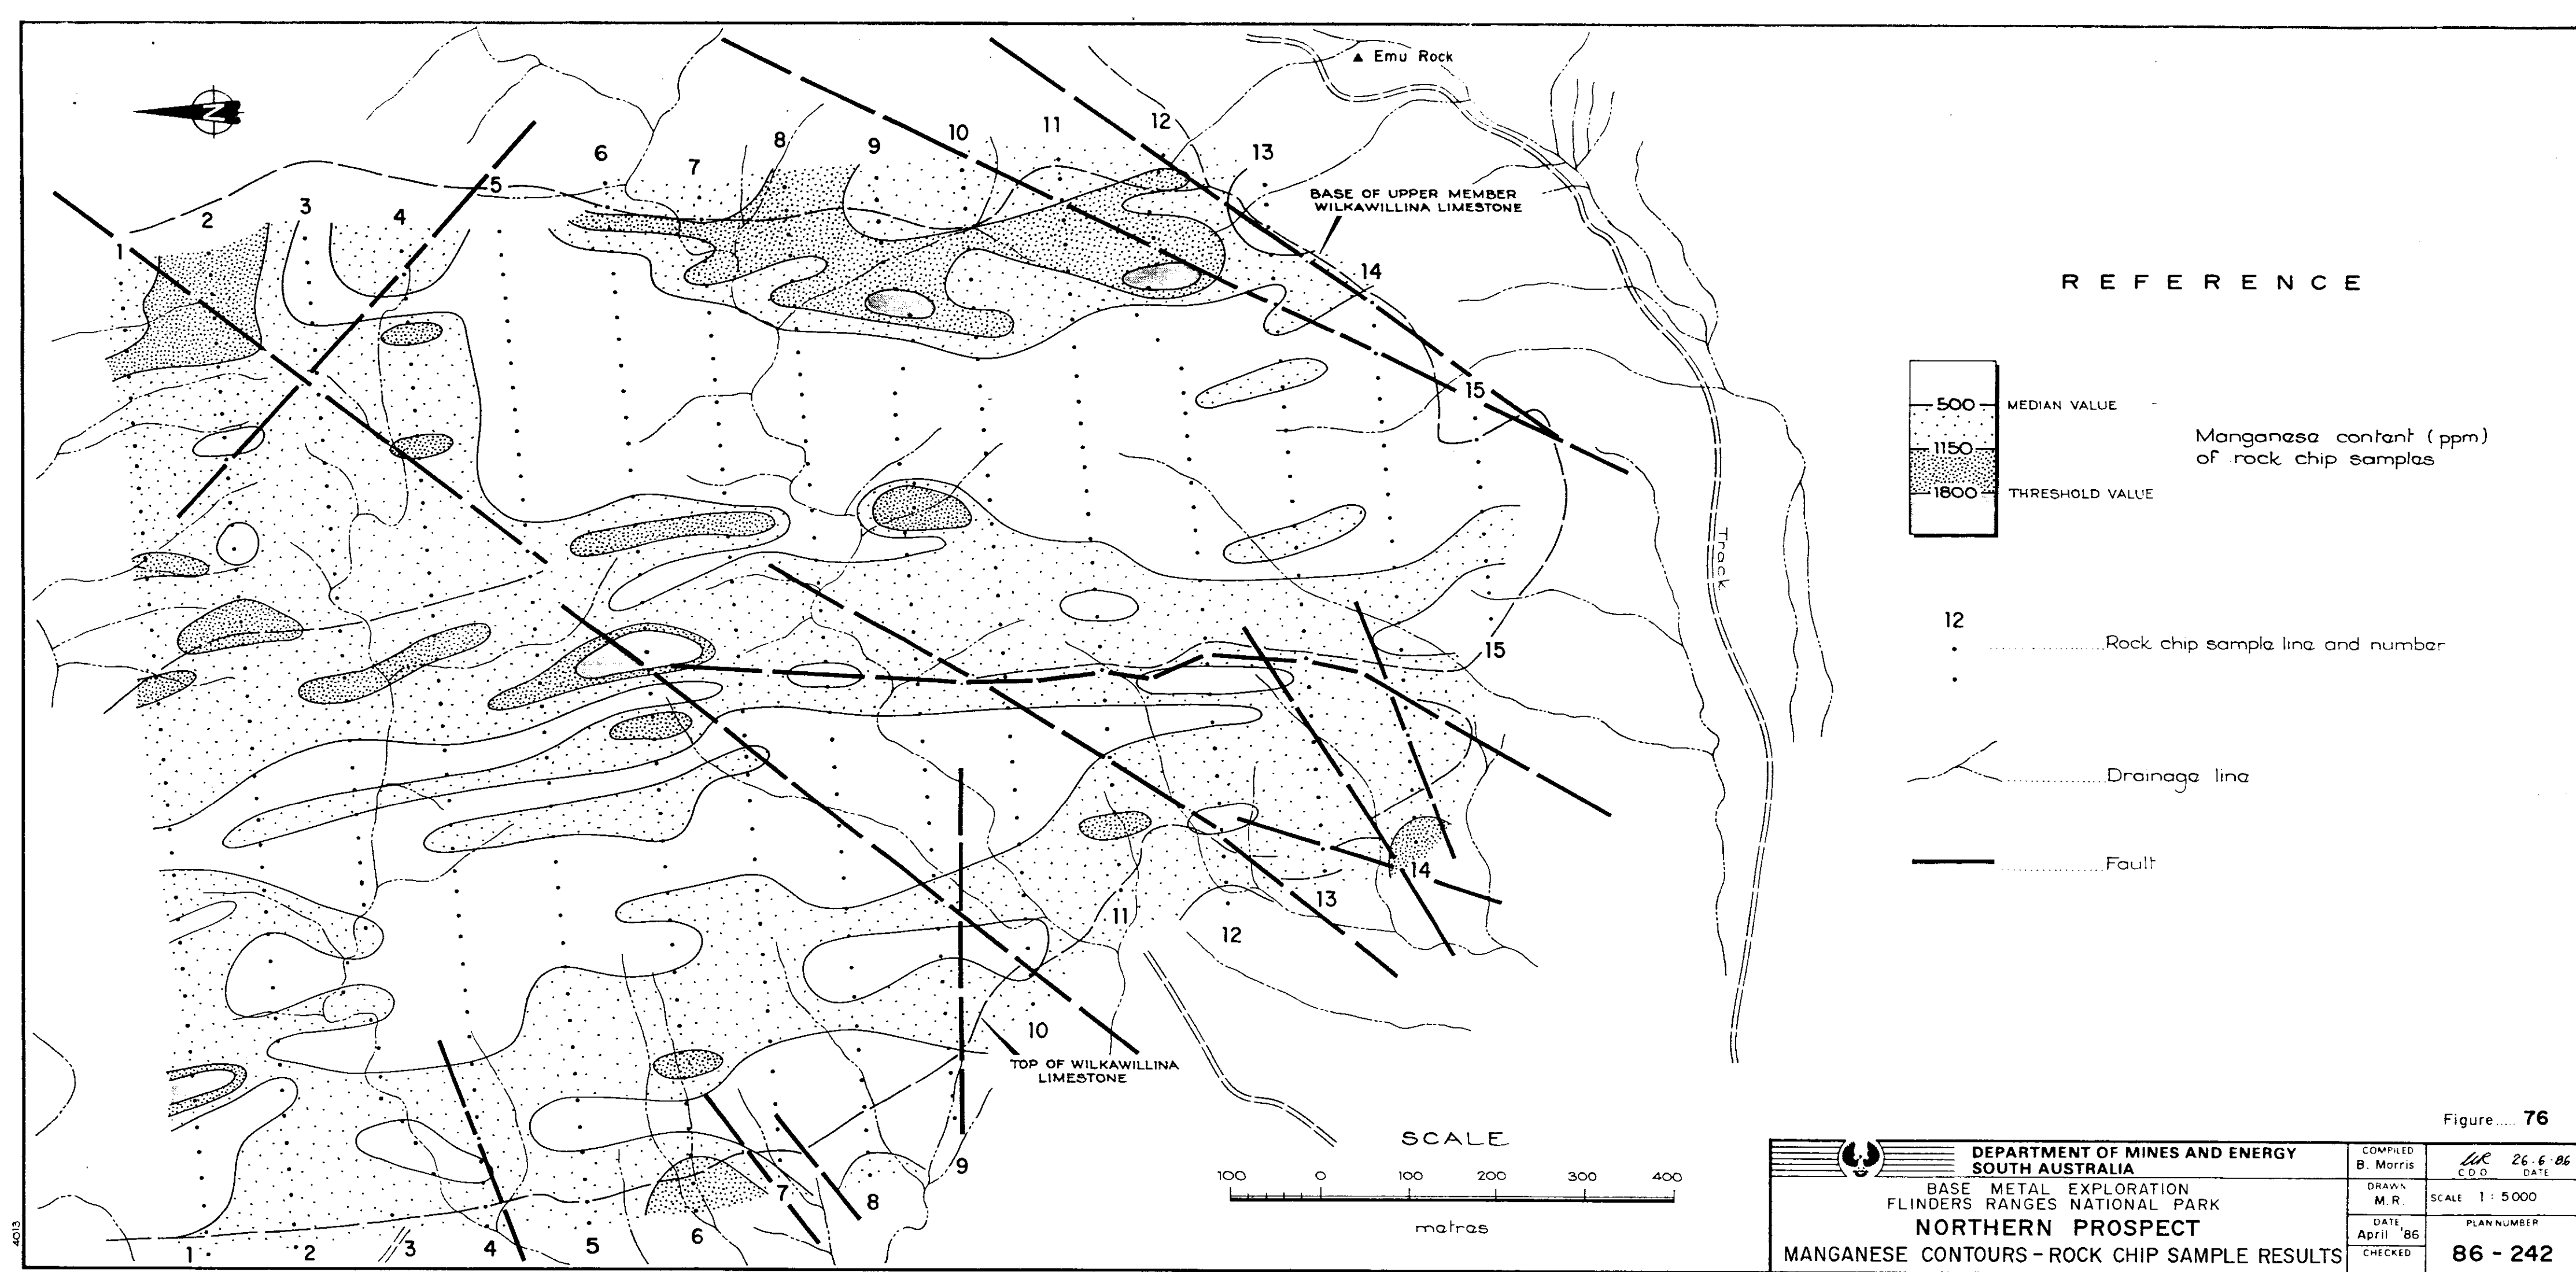 Emu Rock
N
1
2
3
4
5
6
7
8
9
10
11
12
13
14
15
BASE OF UPPER MEMBER
WILKAWILLINA LIMESTONE
REFERENCE
500
MEDIAN VALUE
1150
1800
THRESHOLD VALUE
Manganese content (ppm)
of rock chip samples
12
Rock chip sample line and number
Drainage line
Fault
Track
15
14
13
12
11
10
TOP OF WILKAWILLINA
LIMESTONE
9
8
7
6
5
4
3
2
1
SCALE
100 0 100 200 300 400
metres
4013
Figure..... 76
DEPARTMENT OF MINES AND ENERGY
SOUTH AUSTRALIA
BASE METAL EXPLORATION
FLINDERS RANGES NATIONAL PARK
NORTHERN PROSPECT
MANGANESE CONTOURS – ROCK CHIP SAMPLE RESULTS
COMPILED
B. Morris
C D O
26·6·86
DATE
DRAWN
M.R.
SCALE 1 : 5000
DATE
April '86
PLAN NUMBER
CHECKED
86 - 242